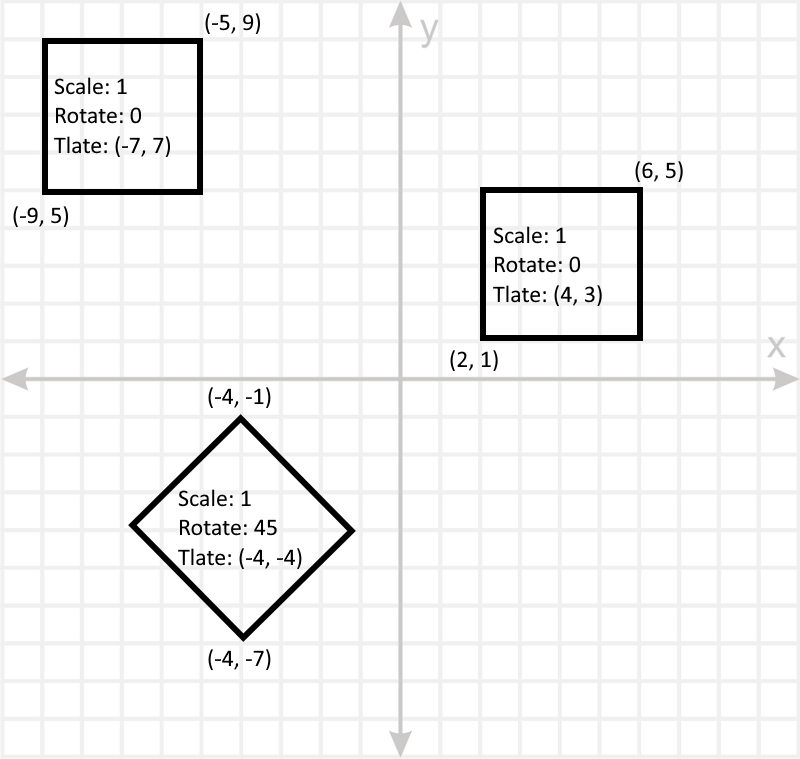 (-5, 9)
y
Scale: 1
Rotate: 0
Tlate: (-7, 7)
(-9, 5)
(6, 5)
Scale: 1
Rotate: 0
Tlate: (4, 3)
(2, 1)
x
(-4, -1)
Scale: 1
Rotate: 45
Tlate: (-4, -4)
(-4, -7)